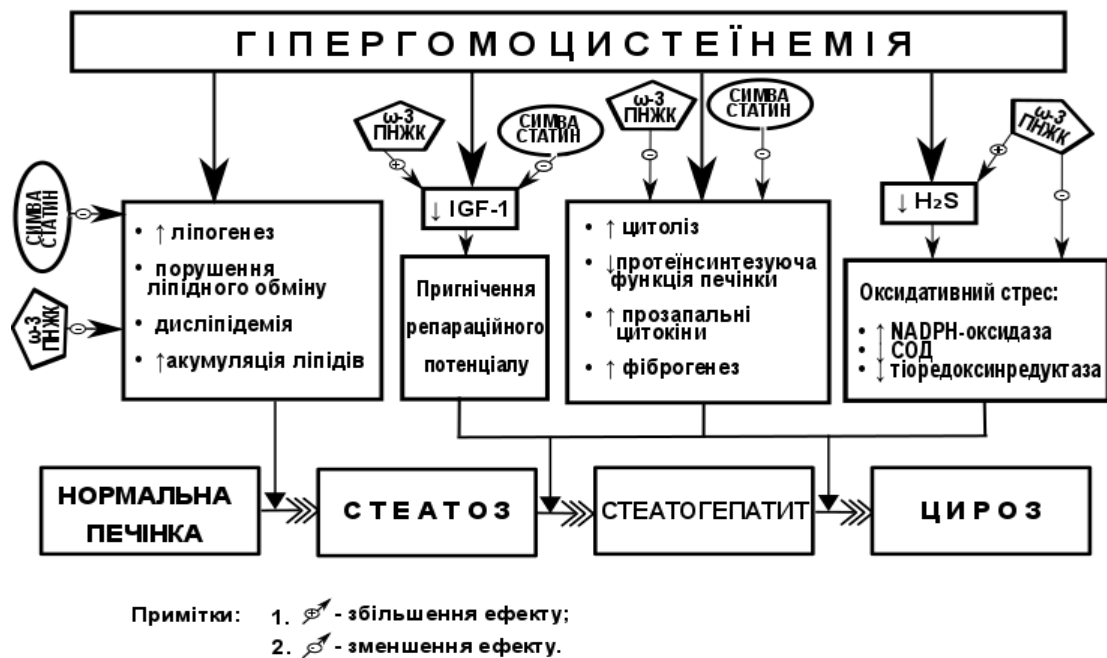 ГІПЕРГОМОЦИСТЕЇНЕМІЯ
ω-3
ПНЖК
СИМВА
СТАТИН
ω-3
ПНЖК
СИМВА
СТАТИН
ω-3
ПНЖК
СИМВА
СТАТИН
ω-3
ПНЖК
↓ IGF-1
↓ H₂S
• ↑ ліпогенез
• порушення
ліпідного обміну
• дисліпідемія
• ↑акумуляція ліпідів
Пригнічення
репараційного
потенціалу
• ↑ цитоліз
• ↓протеїнсинтезуюча
функція печінки
• ↑ прозапальні
цитокіни
• ↑ фіброгенез
Оксидативний стрес:
• ↑ NADPH-оксидаза
• ↓ СОД
• ↓ тіоредоксинредуктаза
НОРМАЛЬНА
ПЕЧІНКА
СТЕАТОЗ
СТЕАТОГЕПАТИТ
ЦИРОЗ
Примітки: 1. ⊕ - збільшення ефекту;
2. ⊖ - зменшення ефекту.